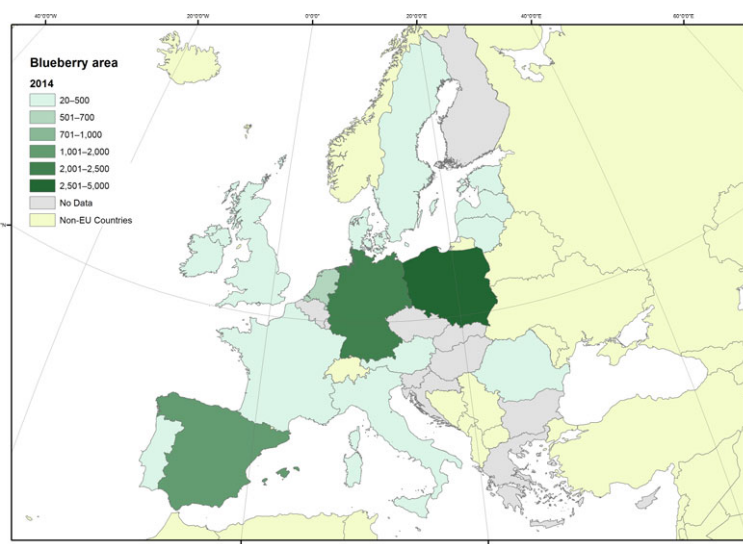 40°0'0"W
20°0'0"W
0°0'0"
20°0'0"E
40°0'0"E
60°0'0"E
Blueberry area
2014
20–500
501–700
701–1,000
1,001–2,000
2,001–2,500
2,501–5,000
No Data
Non-EU Countries